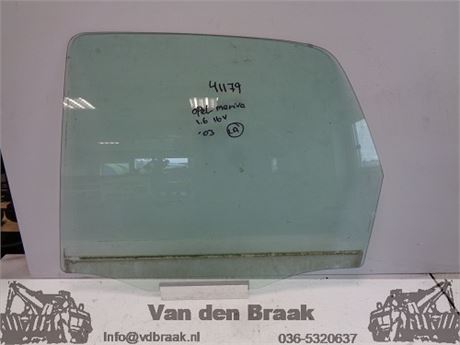 41179
opel meriva
1.6 16V
-03 LA
Van den Braak
Info@vdbraak.nl
036-5320637